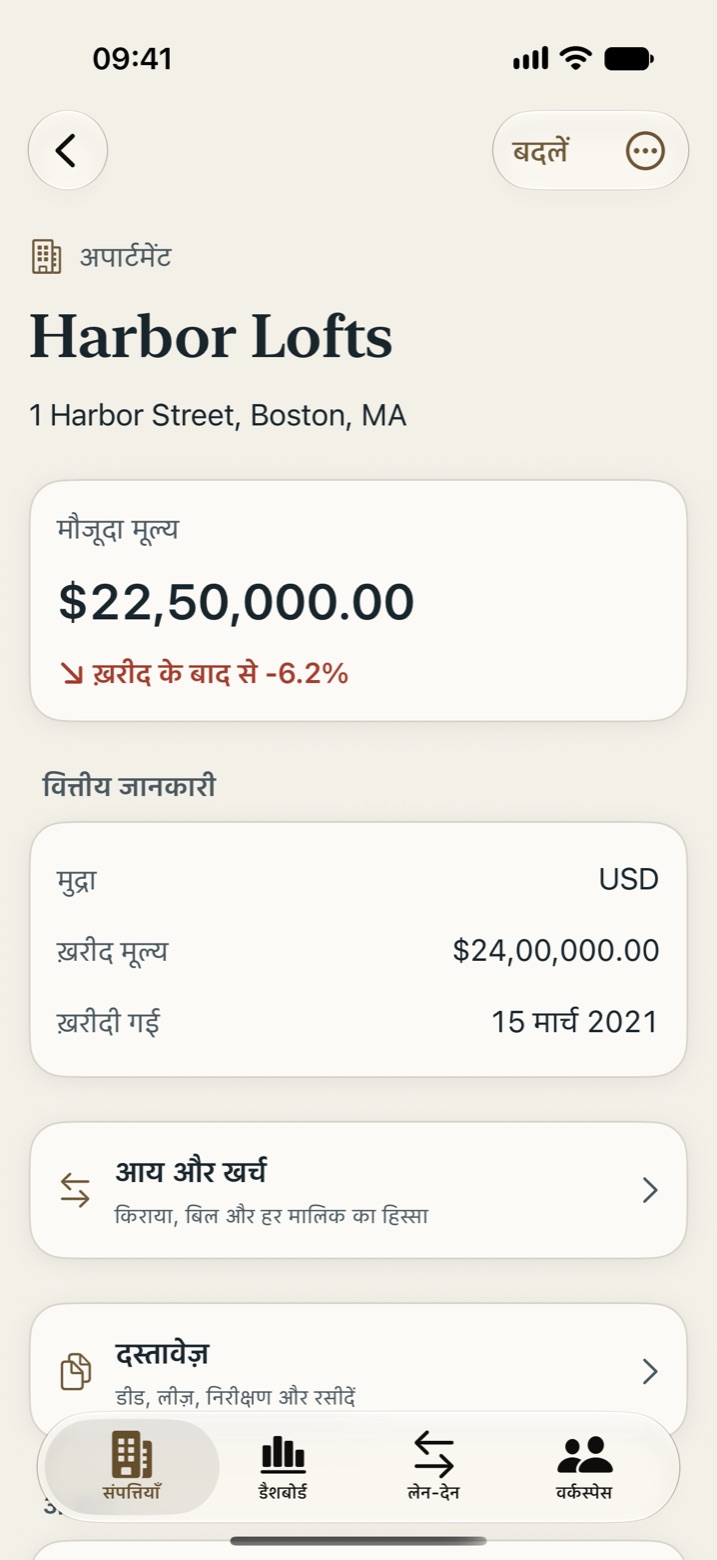 09:41
बदलें
अपार्टमेंट
Harbor Lofts
1 Harbor Street, Boston, MA
मौजूदा मूल्य
$22,50,000.00
ख़रीद के बाद से -6.2%
वित्तीय जानकारी
मुद्रा USD
ख़रीद मूल्य $24,00,000.00
ख़रीदी गई 15 मार्च 2021
आय और खर्च
किराया, बिल और हर मालिक का हिस्सा
दस्तावेज़
डीड, लीज़, निरीक्षण और रसीदें
संपत्तियाँ डैशबोर्ड लेन-देन वर्कस्पेस